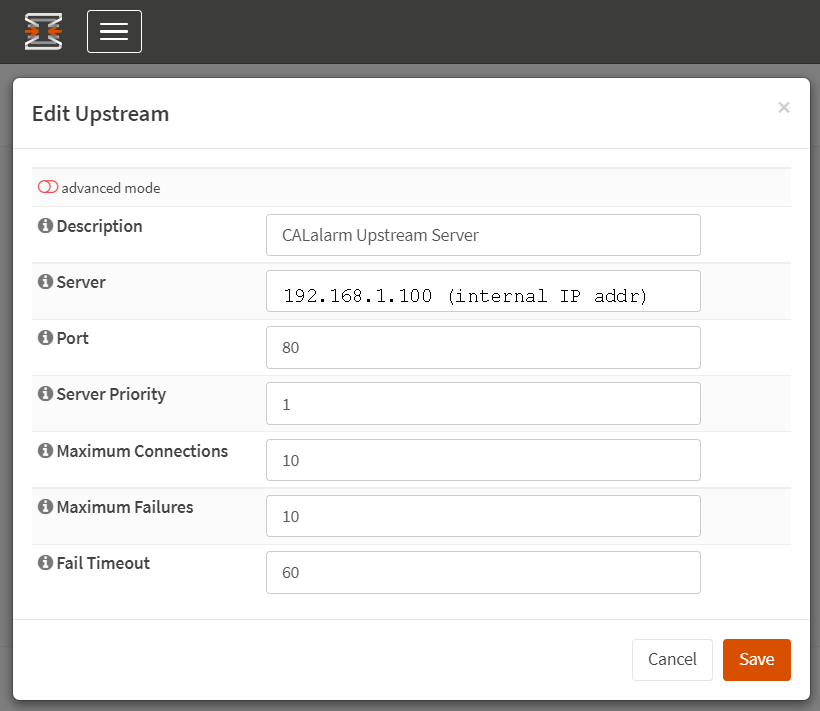 Edit Upstream
×
advanced mode
Description
CALalarm Upstream Server
Server
192.168.1.100 (internal IP addr)
Port
80
Server Priority
1
Maximum Connections
10
Maximum Failures
10
Fail Timeout
60
Cancel
Save